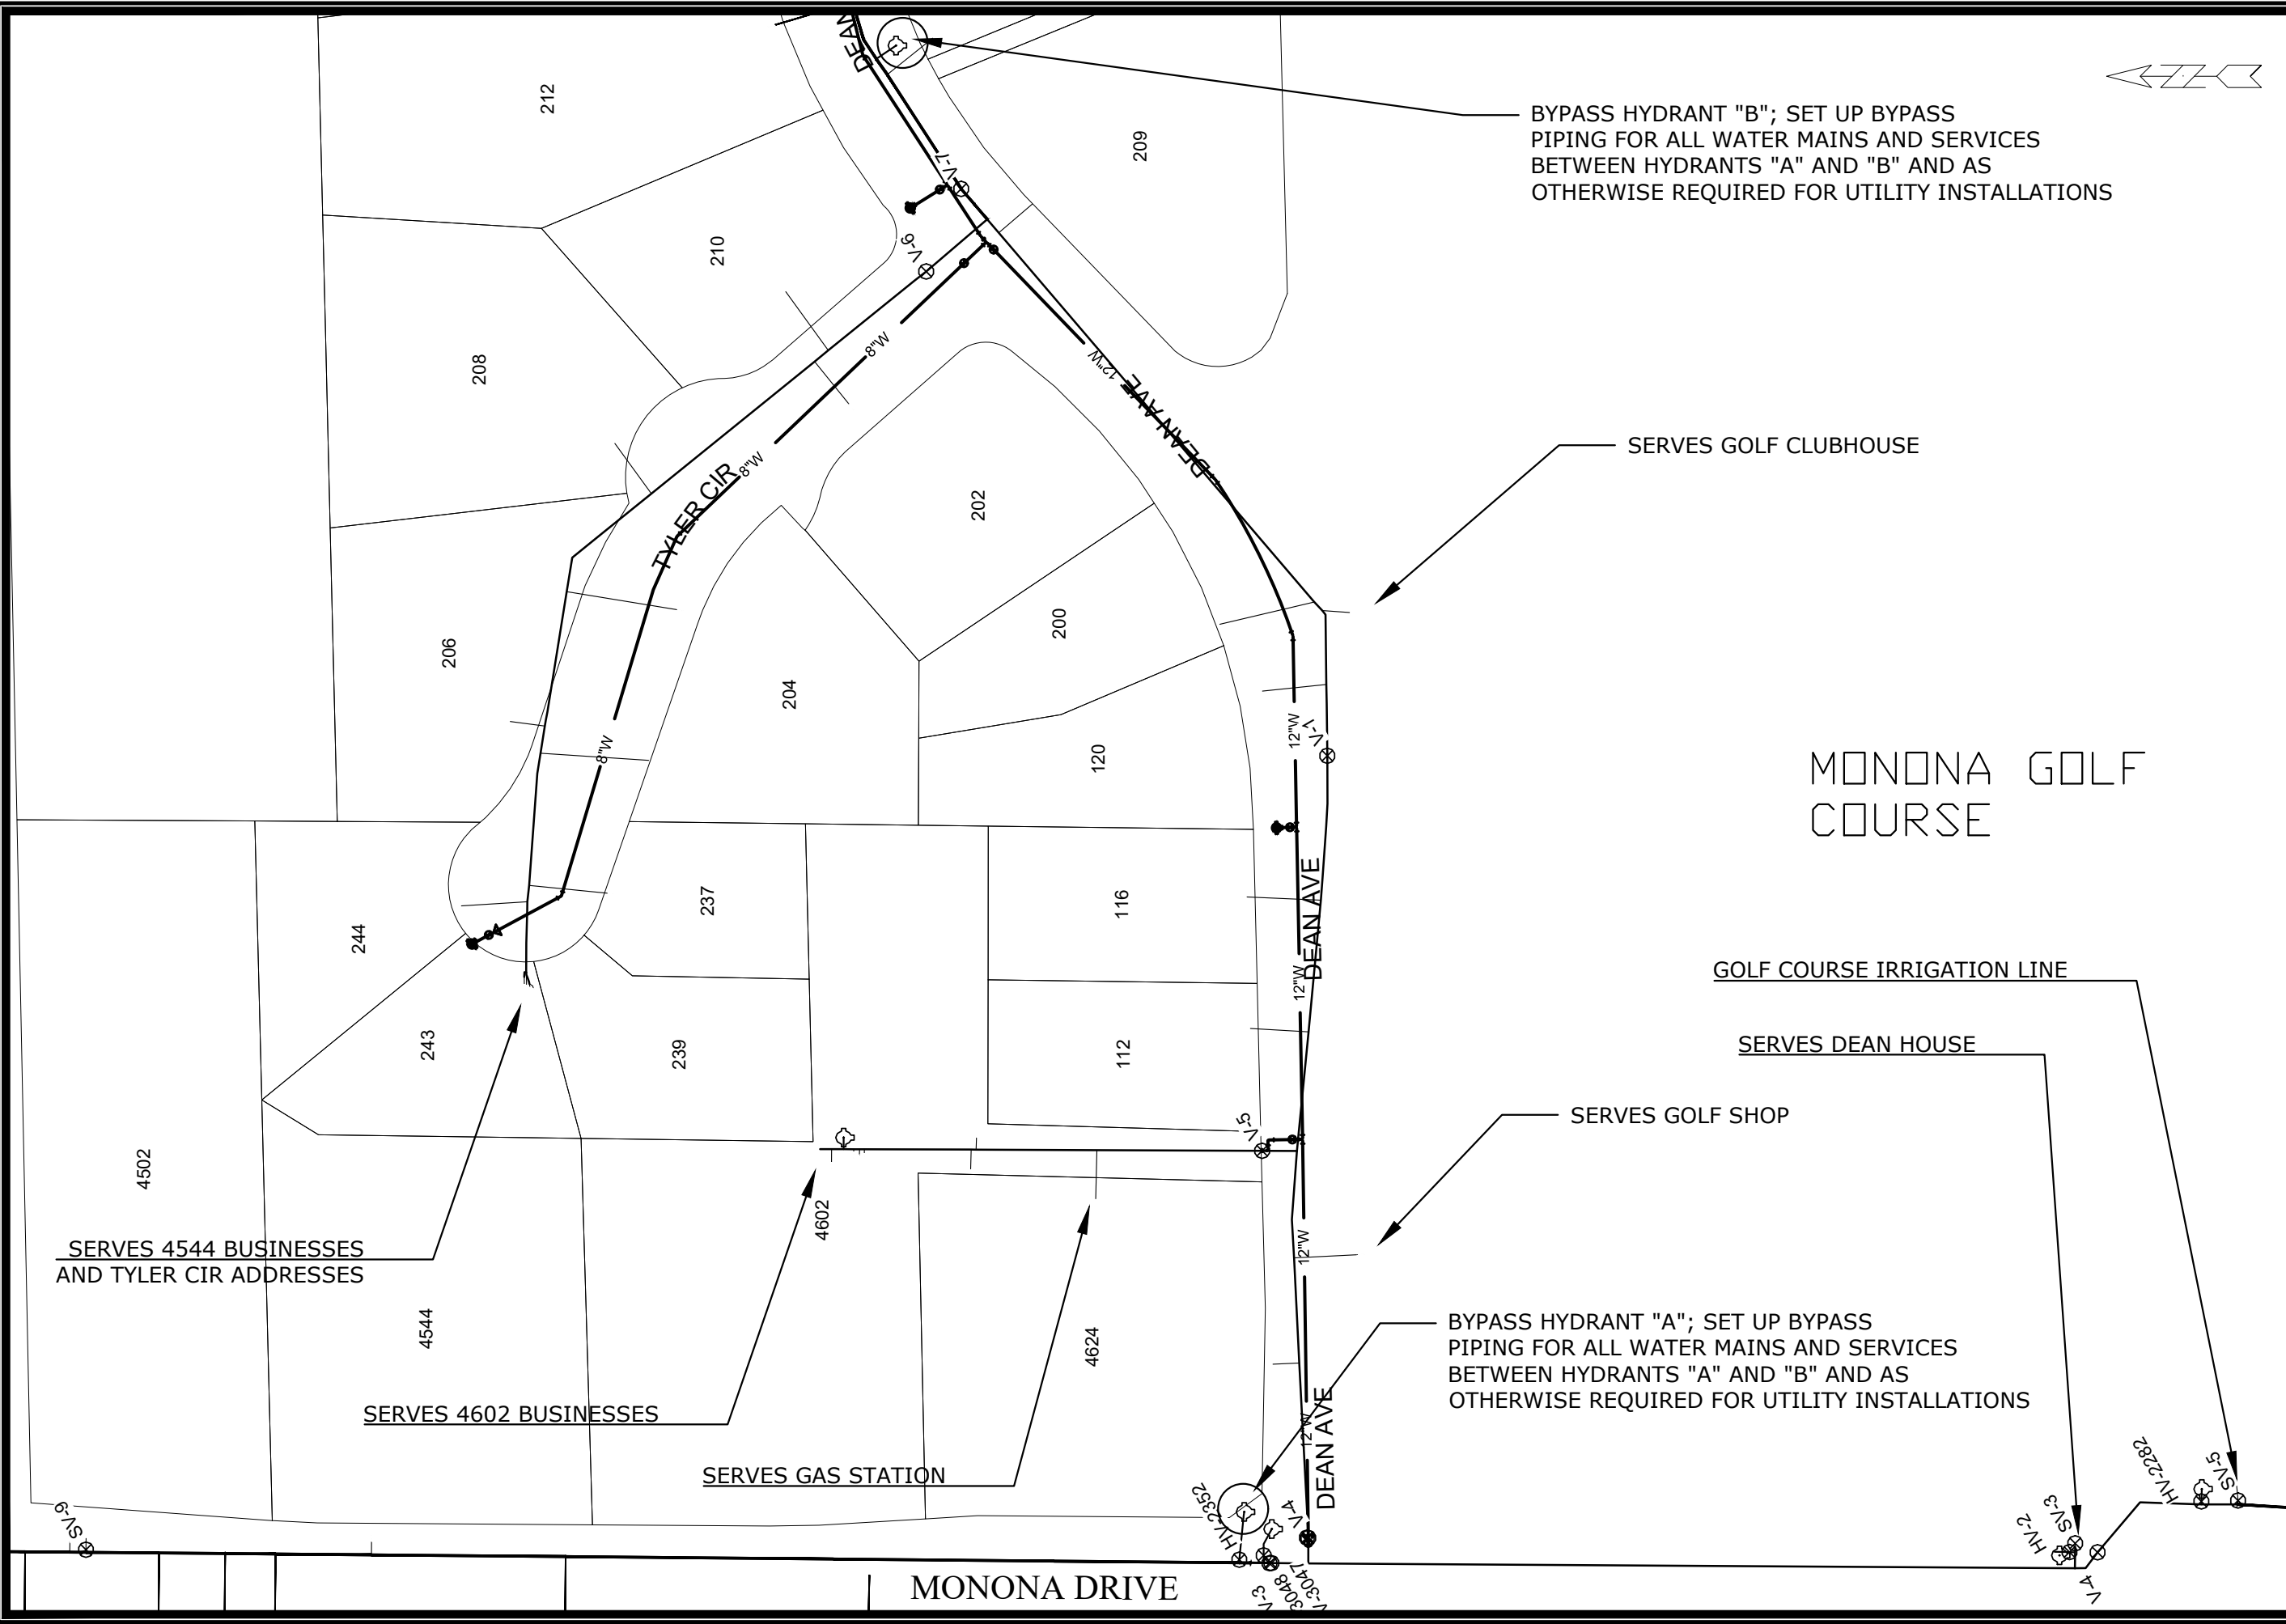 DEAN
212
209
BYPASS HYDRANT "B"; SET UP BYPASS
PIPING FOR ALL WATER MAINS AND SERVICES
BETWEEN HYDRANTS "A" AND "B" AND AS
OTHERWISE REQUIRED FOR UTILITY INSTALLATIONS
N
V-7
210
V-6
208
8"W
12"W
DEAN AVE
SERVES GOLF CLUBHOUSE
8"W
TYLER CIR
202
200
206
204
12"W
V-1
8"W
120
MONONA GOLF
COURSE
237
116
DEAN AVE
244
12"W
GOLF COURSE IRRIGATION LINE
243
239
112
SERVES DEAN HOUSE
V-5
SERVES GOLF SHOP
4502
4602
SERVES 4544 BUSINESSES
AND TYLER CIR ADDRESSES
12"W
4544
4624
BYPASS HYDRANT "A"; SET UP BYPASS
PIPING FOR ALL WATER MAINS AND SERVICES
BETWEEN HYDRANTS "A" AND "B" AND AS
OTHERWISE REQUIRED FOR UTILITY INSTALLATIONS
SERVES 4602 BUSINESSES
12"W
DEAN AVE
SERVES GAS STATION
HV-2282
SV-5
SV-9
HV-2352
V-4
SV-3
HV-2
MONONA DRIVE
V-3
3048
V-3047
V-4